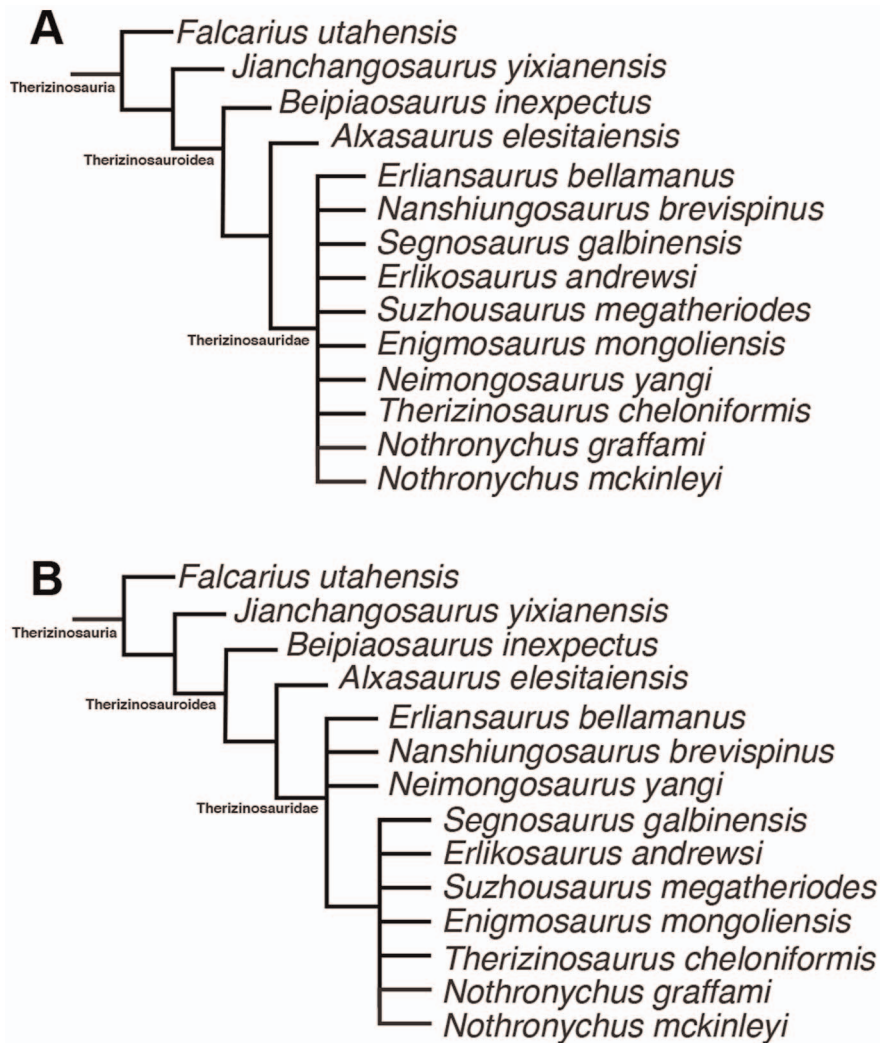 A
Falcarius utahensis
Therizinosauria
Jianchangosaurus yixianensis
Beipiaosaurus inexpectus
Therizinosauroidea
Alxasaurus elesitaiensis
Erliansaurus bellamanus
Nanshiungosaurus brevispinus
Segnosaurus galbinensis
Erlikosaurus andrewsi
Suzhousaurus megatheriodes
Therizinosauridae
Enigmosaurus mongoliensis
Neimongosaurus yangi
Therizinosaurus cheloniformis
Nothronychus graffami
Nothronychus mckinleyi
B
Falcarius utahensis
Therizinosauria
Jianchangosaurus yixianensis
Beipiaosaurus inexpectus
Alxasaurus elesitaiensis
Therizinosauroidea
Erliansaurus bellamanus
Nanshiungosaurus brevispinus
Neimongosaurus yangi
Therizinosauridae
Segnosaurus galbinensis
Erlikosaurus andrewsi
Suzhousaurus megatheriodes
Enigmosaurus mongoliensis
Therizinosaurus cheloniformis
Nothronychus graffami
Nothronychus mckinleyi